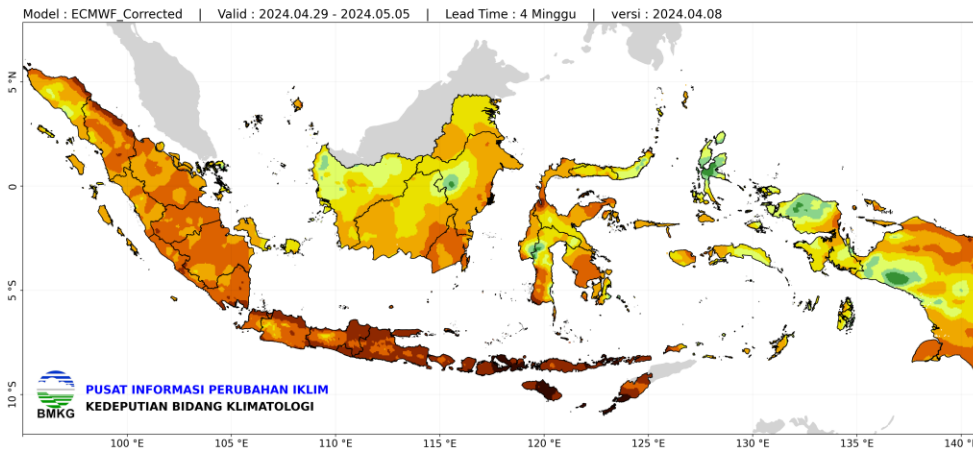 Model : ECMWF_Corrected | Valid : 2024.04.29 - 2024.05.05 | Lead Time : 4 Minggu | versi : 2024.04.08
5 °N
0
5 °S
10 °S
BMKG
PUSAT INFORMASI PERUBAHAN IKLIM
KEDEPUTIAN BIDANG KLIMATOLOGI
100 °E 105 °E 110 °E 115 °E 120 °E 125 °E 130 °E 135 °E 140 °E